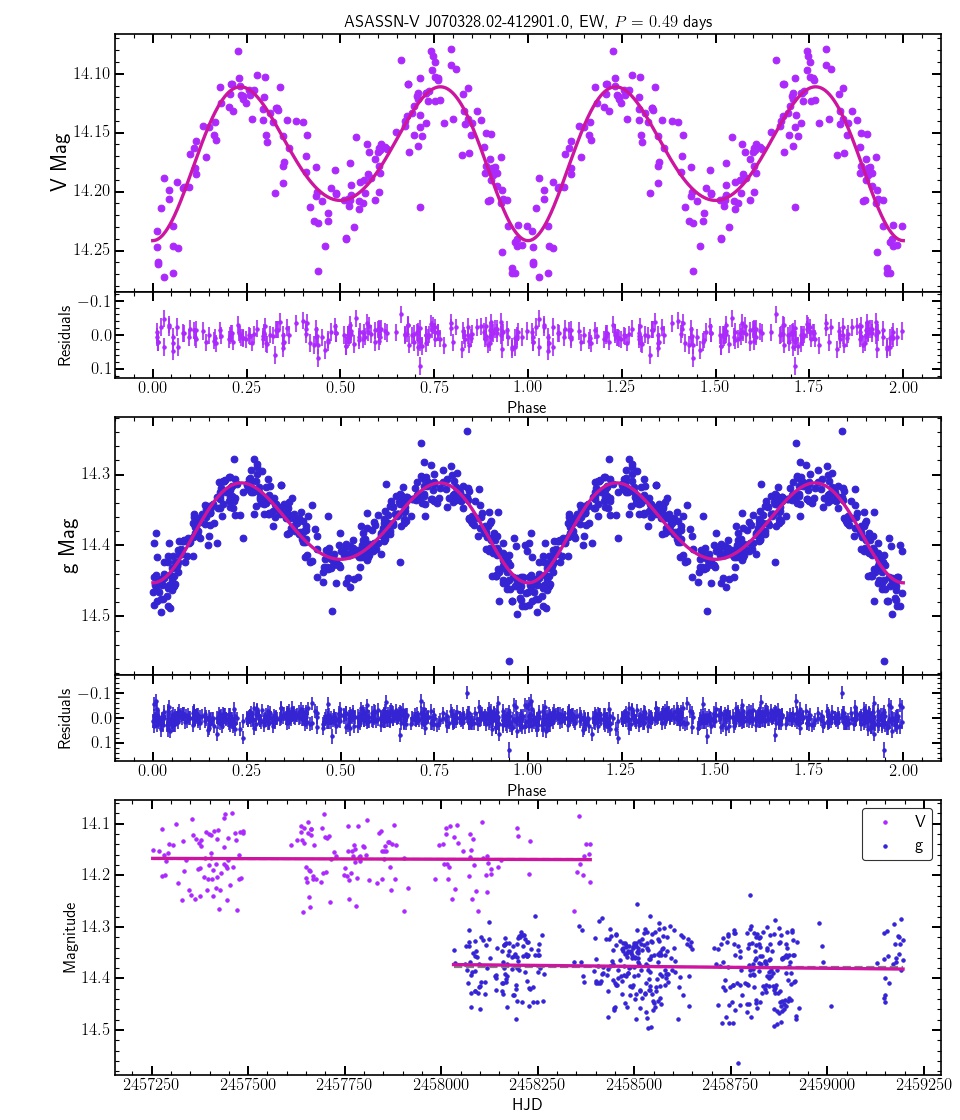 ASASSN-V J070328.02-412901.0, EW, P = 0.49 days
V Mag
14.10
14.15
14.20
14.25
Residuals
−0.1
0.0
0.1
0.00 0.25 0.50 0.75 1.00 1.25 1.50 1.75 2.00
Phase
g Mag
14.3
14.4
14.5
Residuals
−0.1
0.0
0.1
0.00 0.25 0.50 0.75 1.00 1.25 1.50 1.75 2.00
Phase
Magnitude
14.1
14.2
14.3
14.4
14.5
V
g
2457250 2457500 2457750 2458000 2458250 2458500 2458750 2459000 2459250
HJD